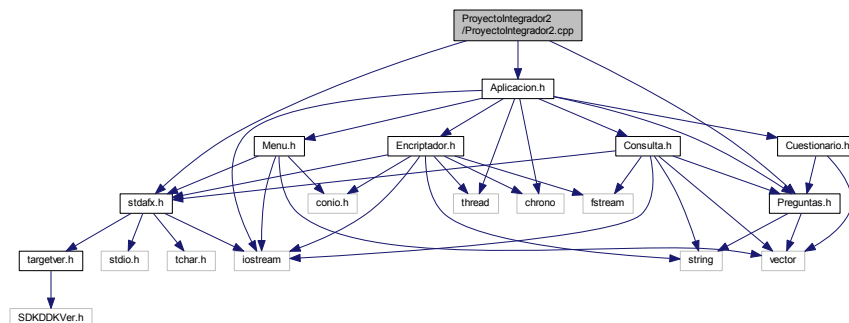 ProyectoIntegrador2
/ProyectoIntegrador2.cpp
Aplicacion.h
Menu.h
Encriptador.h
Consulta.h
Cuestionario.h
stdafx.h
conio.h
thread
chrono
fstream
Preguntas.h
targetver.h
stdio.h
tchar.h
iostream
string
vector
SDKDDKVer.h